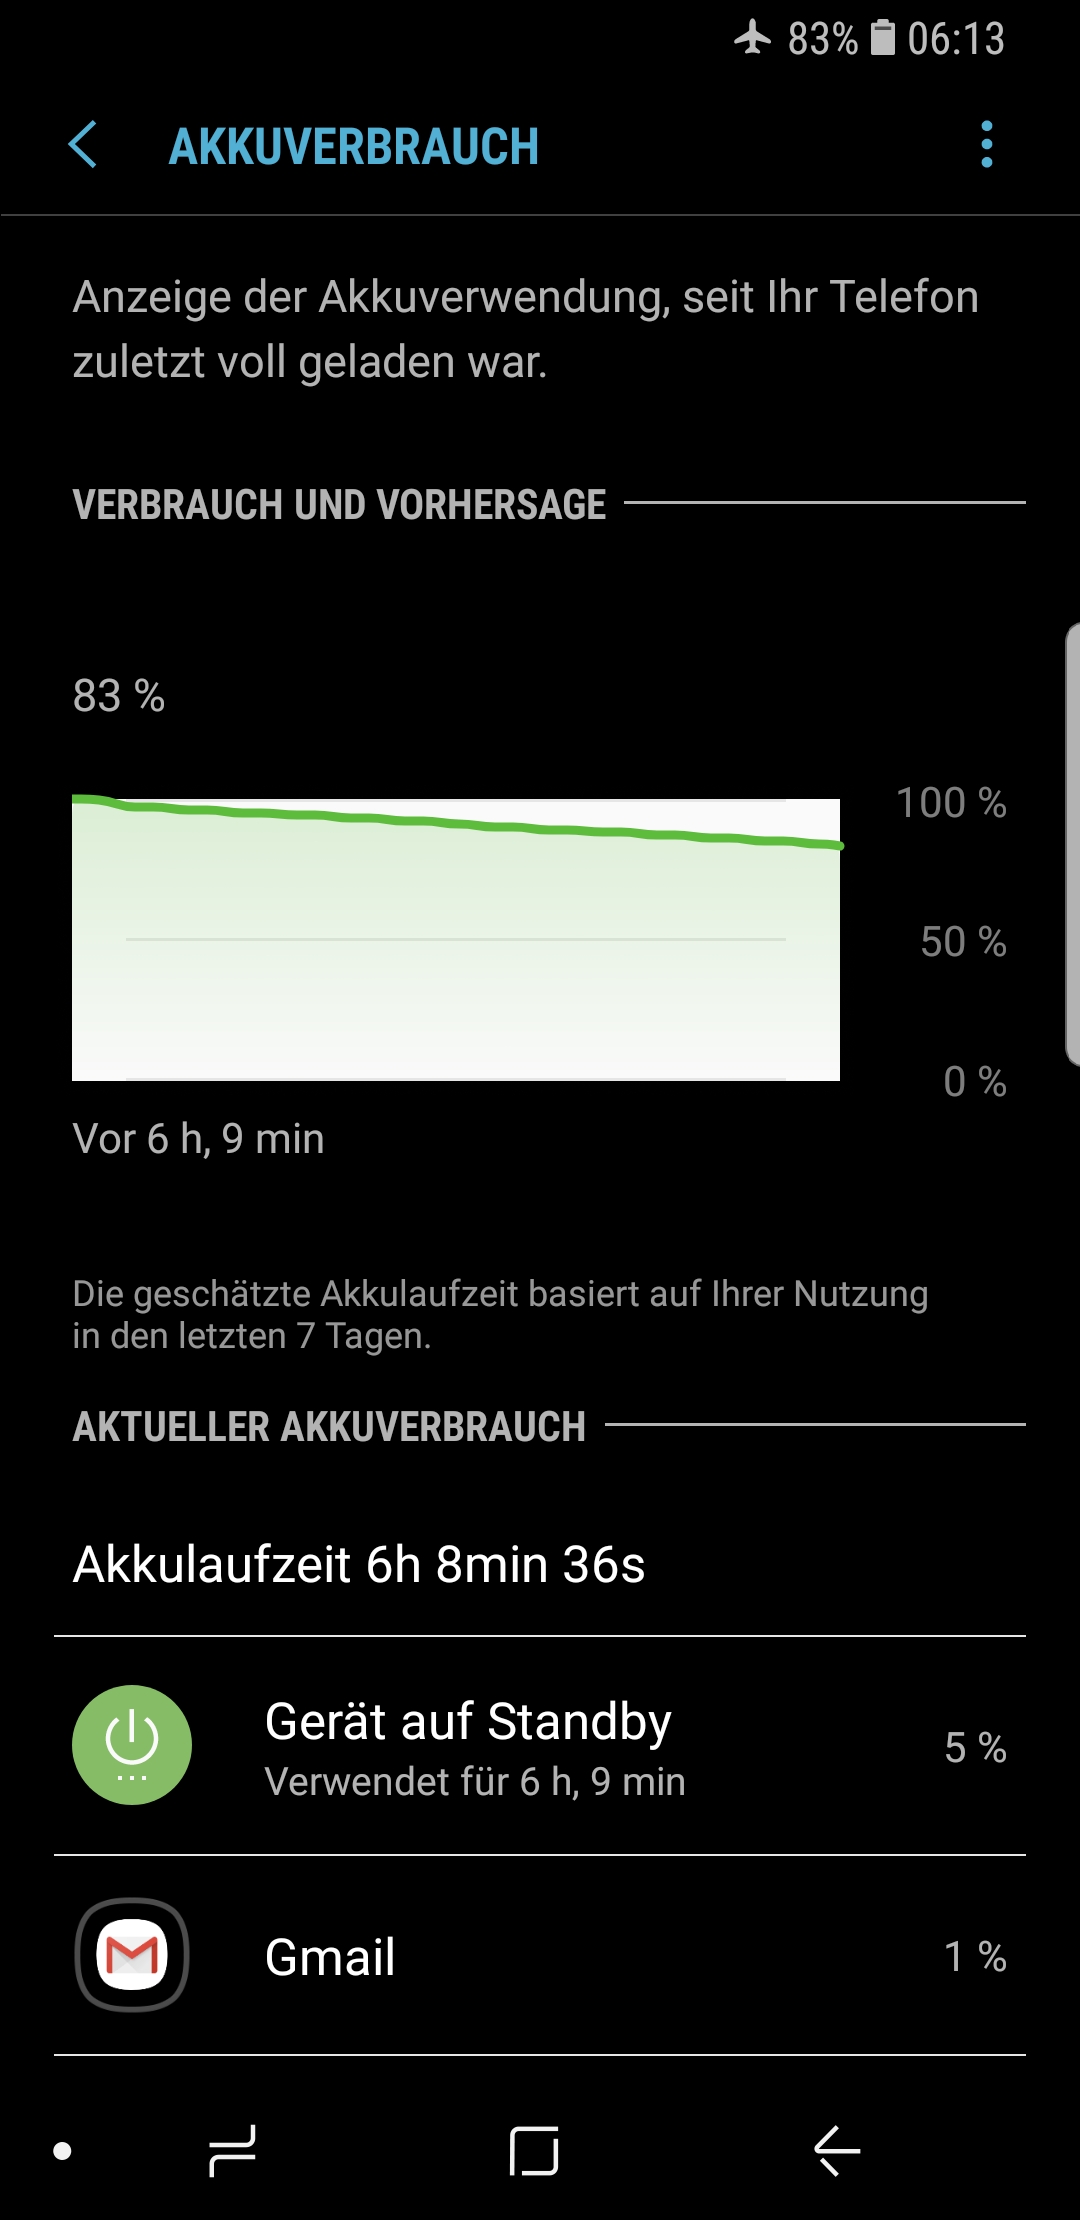 83% 06:13
AKKUVERBRAUCH
Anzeige der Akkuverwendung, seit Ihr Telefon
zuletzt voll geladen war.
VERBRAUCH UND VORHERSAGE
83 %
100 %
50 %
0 %
Vor 6 h, 9 min
Die geschätzte Akkulaufzeit basiert auf Ihrer Nutzung
in den letzten 7 Tagen.
AKTUELLER AKKUVERBRAUCH
Akkulaufzeit 6h 8min 36s
Gerät auf Standby
Verwendet für 6 h, 9 min
5 %
Gmail
1 %